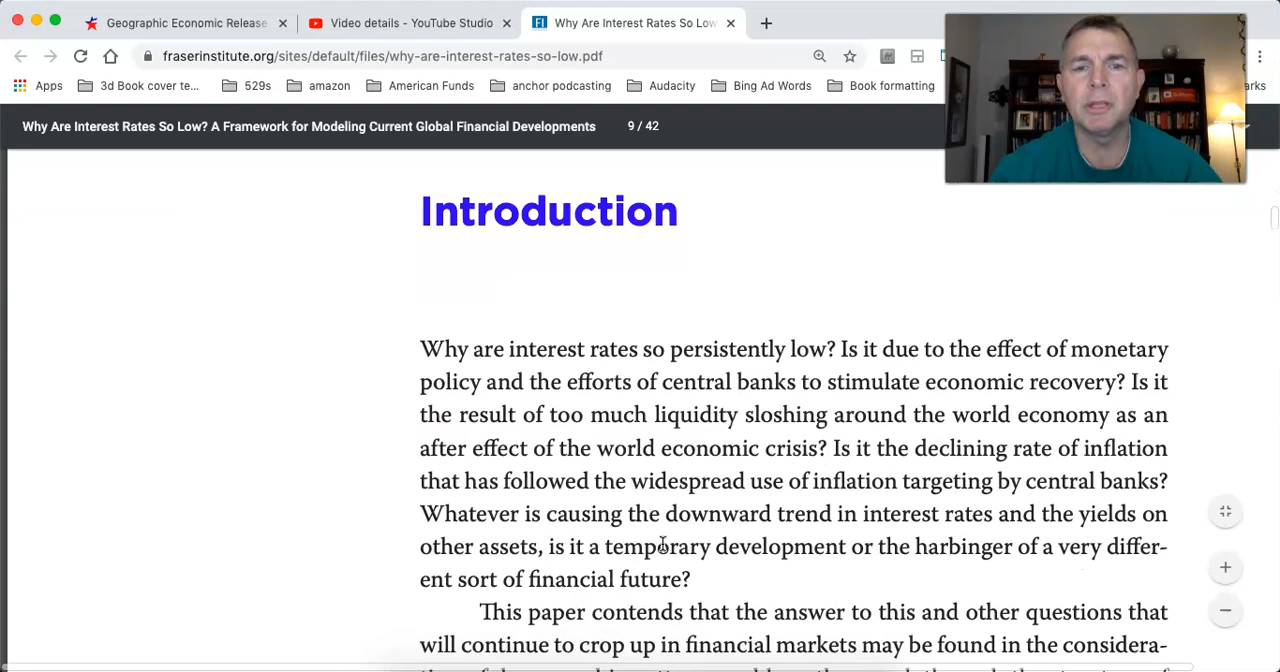 Geographic Economic Release
Video details - YouTube Studio
FI
Why Are Interest Rates So Low
fraserinstitute.org/sites/default/files/why-are-interest-rates-so-low.pdf
Apps
3d Book cover te...
529s
amazon
American Funds
anchor podcasting
Audacity
Bing Ad Words
Book formatting
arks
Why Are Interest Rates So Low? A Framework for Modeling Current Global Financial Developments
9 / 42
Introduction
Why are interest rates so persistently low? Is it due to the effect of monetary
policy and the efforts of central banks to stimulate economic recovery? Is it
the result of too much liquidity sloshing around the world economy as an
after effect of the world economic crisis? Is it the declining rate of inflation
that has followed the widespread use of inflation targeting by central banks?
Whatever is causing the downward trend in interest rates and the yields on
other assets, is it a temporary development or the harbinger of a very differ-
ent sort of financial future?
This paper contends that the answer to this and other questions that
will continue to crop up in financial markets may be found in the considera-